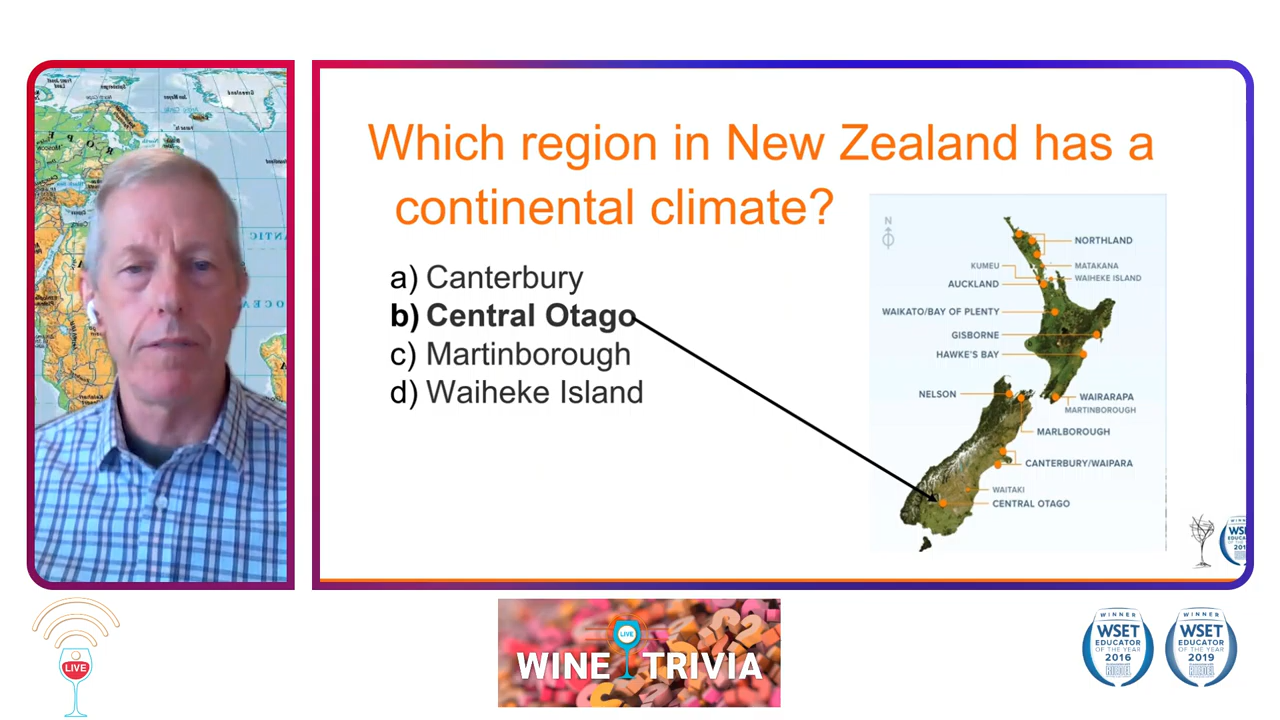 Which region in New Zealand has a
continental climate?
a) Canterbury
b) Central Otago
c) Martinborough
d) Waiheke Island
N
NORTHLAND
KUMEU
MATAKANA
WAIHEKE ISLAND
AUCKLAND
WAIKATO/BAY OF PLENTY
GISBORNE
HAWKE'S BAY
NELSON
WAIRARAPA
MARTINBOROUGH
MARLBOROUGH
CANTERBURY/WAIPARA
WAITAKI
CENTRAL OTAGO
LIVE
LIVE
WINE TRIVIA
WINNER
WSET
EDUCATOR
OF THE YEAR
2016
RIEDEL
WINNER
WSET
EDUCATOR
OF THE YEAR
2019
RIEDEL